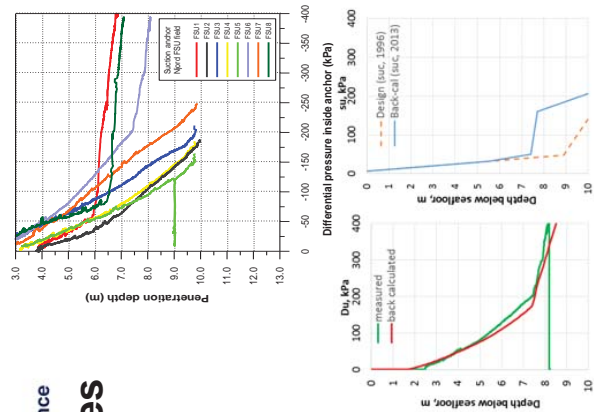 nce
es
3.0
4.0
5.0
6.0
7.0
8.0
9.0
10.0
11.0
12.0
13.0
Penetration depth (m)
Suction anchor
Njord FSU field
FSU1
FSU2
FSU3
FSU4
FSU5
FSU6
FSU7
FSU8
0 -50 -100 -150 -200 -250 -300 -350 -400
Differential pressure inside anchor (kPa)
Du, kPa
0 100 200 300 400
measured
back calculated
0
1
2
3
4
5
6
7
8
9
10
Depth below seafloor, m
su, kPa
0 100 200 300 400
Design (suc, 1996)
Back-cal (suc, 2013)
0
1
2
3
4
5
6
7
8
9
10
Depth below seafloor, m